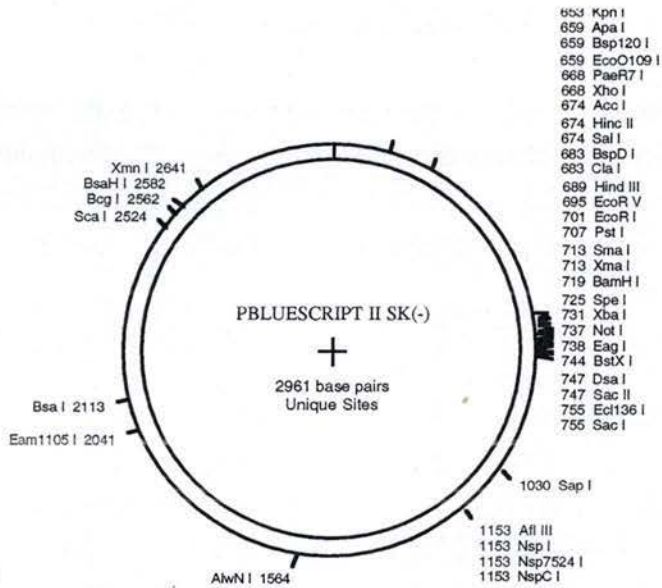 653 Kpn I
659 Apa I
659 Bsp120 I
659 EcoO109 I
668 PaeR7 I
668 Xho I
674 Acc I
674 Hinc II
674 Sal I
683 BspD I
683 Cla I
689 Hind III
695 EcoR V
701 EcoR I
707 Pst I
713 Sma I
713 Xma I
719 BamH I
725 Spe I
731 Xba I
737 Not I
738 Eag I
744 BstX I
747 Dsa I
747 Sac II
755 Ecl136 I
755 Sac I
1030 Sap I
1153 Afl III
1153 Nsp I
1153 Nsp7524 I
1153 NspC I
AlwN I 1564
Eam1105 I 2041
Bsa I 2113
Sca I 2524
Bcg I 2562
BsaH I 2582
Xmn I 2641
PBLUESCRIPT II SK(-)
2961 base pairs
Unique Sites